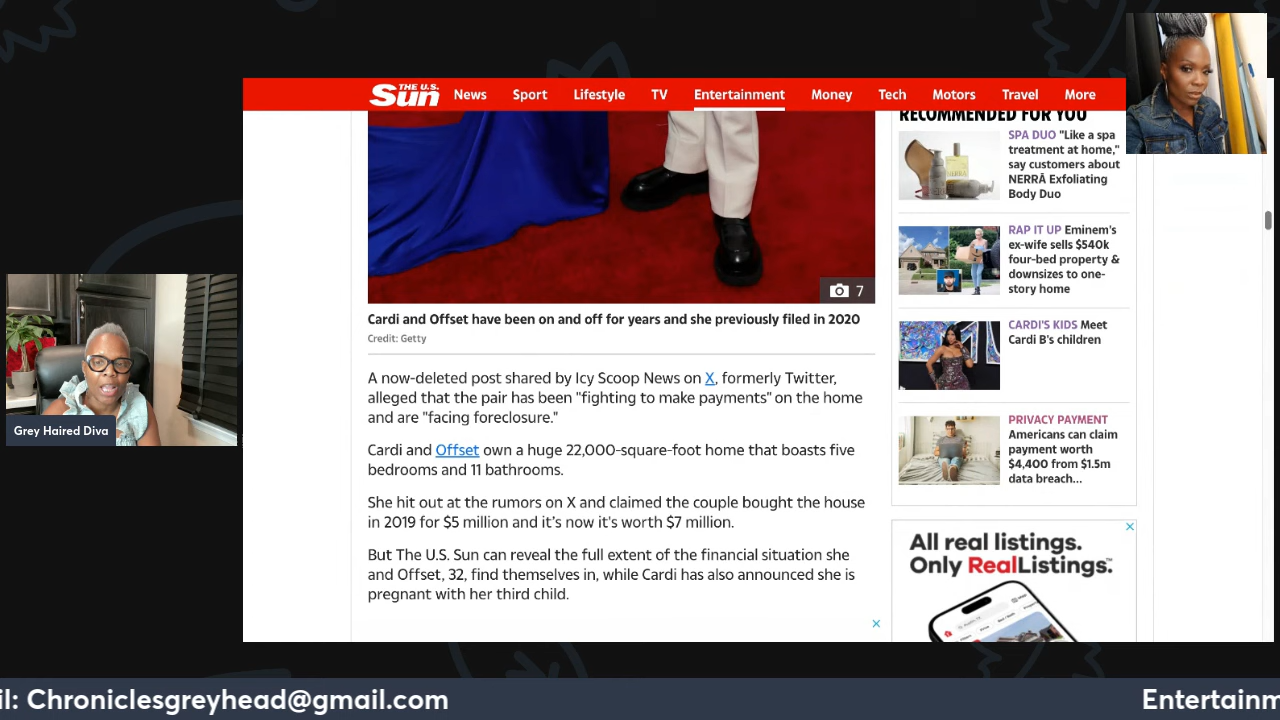 THE U.S.
Sun
News Sport Lifestyle TV Entertainment Money Tech Motors Travel More
7
Cardi and Offset have been on and off for years and she previously filed in 2020
Credit: Getty
A now-deleted post shared by Icy Scoop News on X, formerly Twitter,
alleged that the pair has been "fighting to make payments" on the home
and are "facing foreclosure."
Cardi and Offset own a huge 22,000-square-foot home that boasts five
bedrooms and 11 bathrooms.
She hit out at the rumors on X and claimed the couple bought the house
in 2019 for $5 million and it's now it's worth $7 million.
But The U.S. Sun can reveal the full extent of the financial situation she
and Offset, 32, find themselves in, while Cardi has also announced she is
pregnant with her third child.
RECOMMENDED FOR YOU
SPA DUO "Like a spa
treatment at home,"
say customers about
NERRĀ Exfoliating
Body Duo
RAP IT UP Eminem's
ex-wife sells $540k
four-bed property &
downsizes to one-
story home
CARDI'S KIDS Meet
Cardi B's children
PRIVACY PAYMENT
Americans can claim
payment worth
$4,400 from $1.5m
data breach...
All real listings.
Only RealListings.™
Grey Haired Diva
il: Chroniclesgreyhead@gmail.com
Entertainm